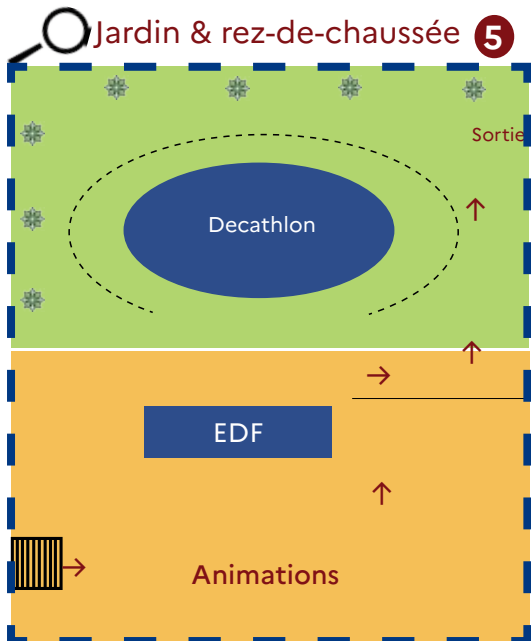 Jardin & rez-de-chaussée 5
Sortie
Decathlon
EDF
Animations